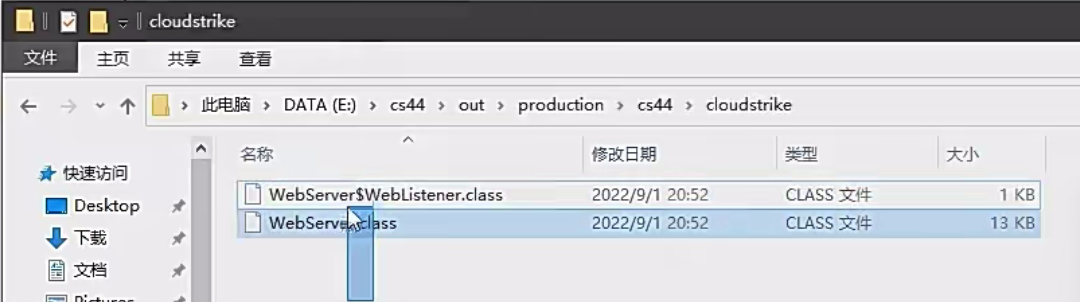 cloudstrike
文件 主页 共享 查看
此电脑 DATA (E:) cs44 out production cs44 cloudstrike
名称 修改日期 类型 大小
快速访问
WebServer$WebListener.class 2022/9/1 20:52 CLASS 文件 1 KB
Desktop
WebServer.class 2022/9/1 20:52 CLASS 文件 13 KB
下载
文档
Pictures